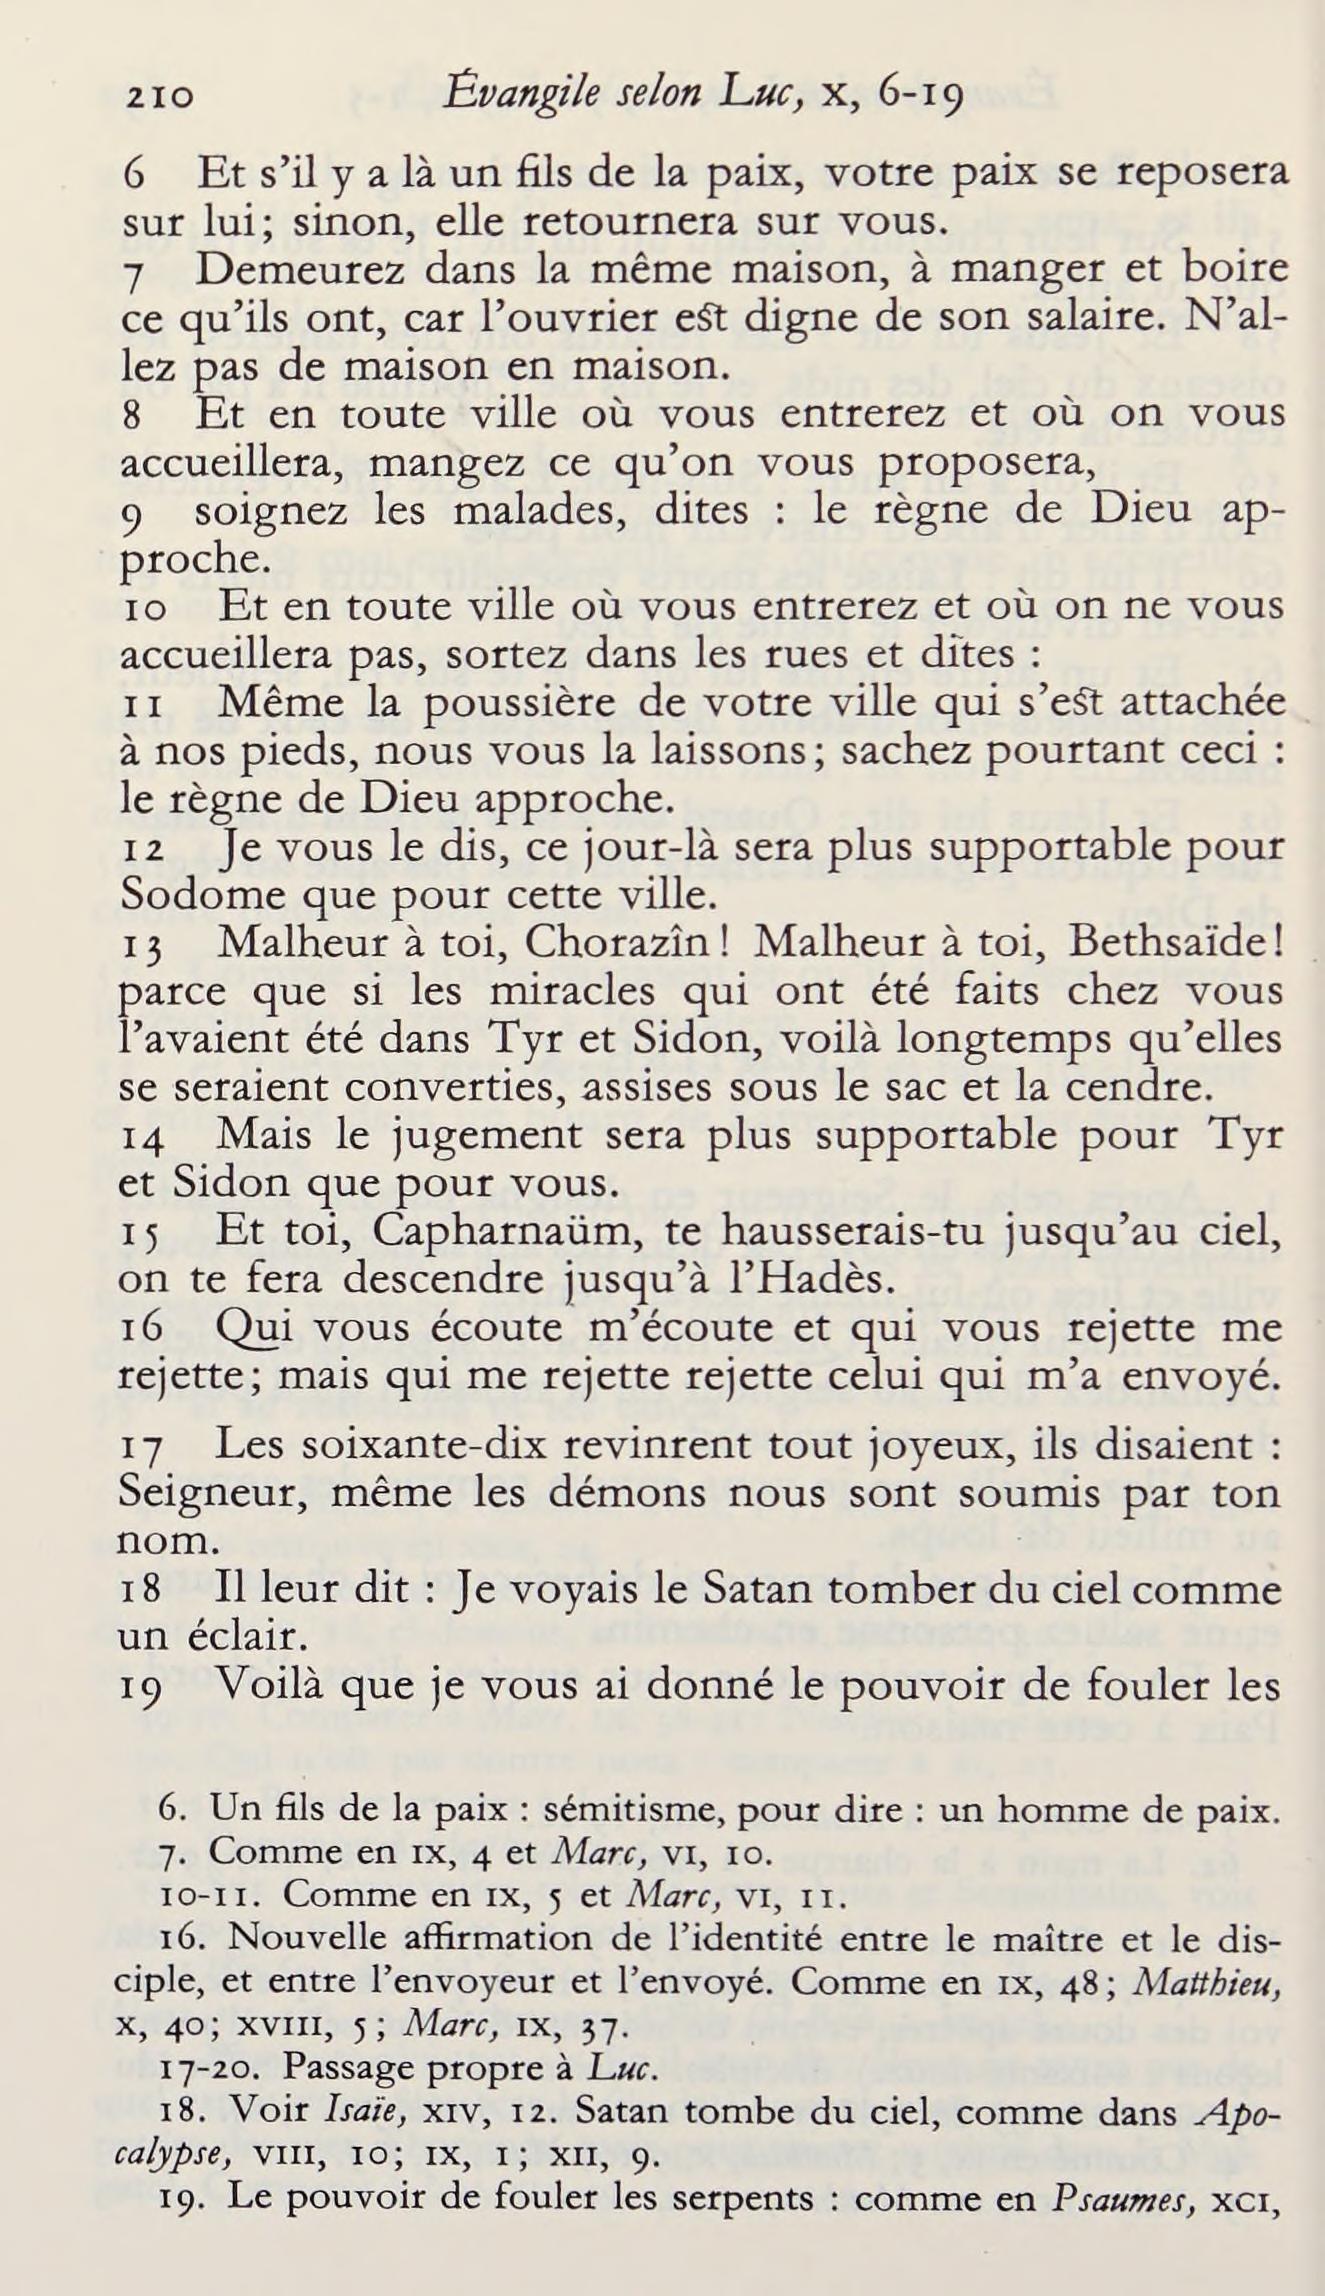 210 Évangile selon Luc, X, 6-19
6 Et s’il y a là un fils de la paix, votre paix se reposera
sur lui; sinon, elle retournera sur vous.
7 Demeurez dans la même maison, à manger et boire
ce qu’ils ont, car l’ouvrier est digne de son salaire. N’al-
lez pas de maison en maison.
8 Et en toute ville où vous entrerez et où on vous
accueillera, mangez ce qu’on vous proposera,
9 soignez les malades, dites : le règne de Dieu ap-
proche.
10 Et en toute ville où vous entrerez et où on ne vous
accueillera pas, sortez dans les rues et dites :
11 Même la poussière de votre ville qui s’est attachée
à nos pieds, nous vous la laissons; sachez pourtant ceci :
le règne de Dieu approche.
12 Je vous le dis, ce jour-là sera plus supportable pour
Sodome que pour cette ville.
13 Malheur à toi, Chorazîn! Malheur à toi, Bethsaïde!
parce que si les miracles qui ont été faits chez vous
l’avaient été dans Tyr et Sidon, voilà longtemps qu’elles
se seraient converties, assises sous le sac et la cendre.
14 Mais le jugement sera plus supportable pour Tyr
et Sidon que pour vous.
15 Et toi, Capharnaüm, te hausserais-tu jusqu’au ciel,
on te fera descendre jusqu’à l’Hadès.
16 Qui vous écoute m’écoute et qui vous rejette me
rejette; mais qui me rejette rejette celui qui m’a envoyé.
17 Les soixante-dix revinrent tout joyeux, ils disaient :
Seigneur, même les démons nous sont soumis par ton
nom.
18 Il leur dit : Je voyais le Satan tomber du ciel comme
un éclair.
19 Voilà que je vous ai donné le pouvoir de fouler les
6. Un fils de la paix : sémitisme, pour dire : un homme de paix.
7. Comme en IX, 4 et Marc, VI, 10.
10-11. Comme en IX, 5 et Marc, VI, 11.
16. Nouvelle affirmation de l’identité entre le maître et le dis-
ciple, et entre l’envoyeur et l’envoyé. Comme en IX, 48; Matthieu,
X, 40; XVIII, 5; Marc, IX, 37.
17-20. Passage propre à Luc.
18. Voir Isaïe, XIV, 12. Satan tombe du ciel, comme dans Apo-
calypse, VIII, 10; IX, 1; XII, 9.
19. Le pouvoir de fouler les serpents : comme en Psaumes, XCI,